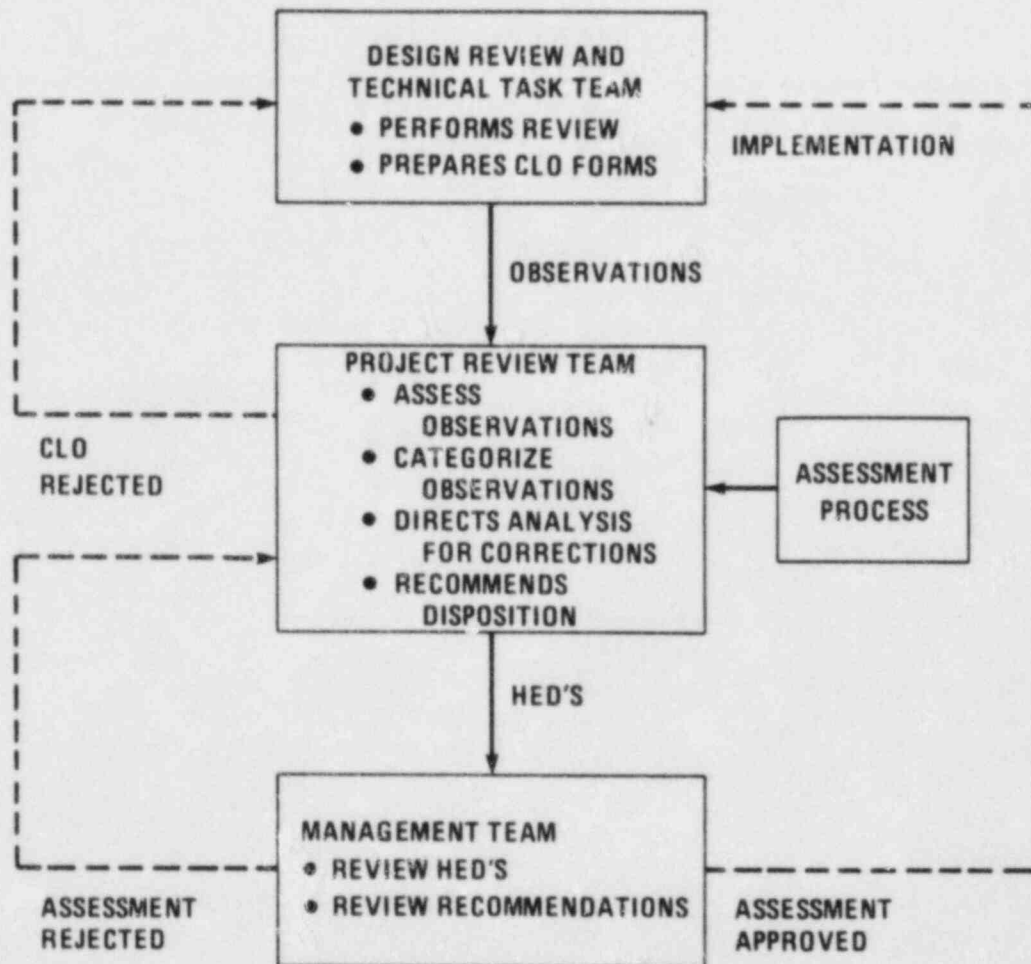 DESIGN REVIEW AND
TECHNICAL TASK TEAM
● PERFORMS REVIEW
● PREPARES CLO FORMS
IMPLEMENTATION
OBSERVATIONS
PROJECT REVIEW TEAM
● ASSESS
OBSERVATIONS
● CATEGORIZE
OBSERVATIONS
● DIRECTS ANALYSIS
FOR CORRECTIONS
● RECOMMENDS
DISPOSITION
CLO
REJECTED
ASSESSMENT
PROCESS
HED'S
MANAGEMENT TEAM
● REVIEW HED'S
● REVIEW RECOMMENDATIONS
ASSESSMENT
REJECTED
ASSESSMENT
APPROVED